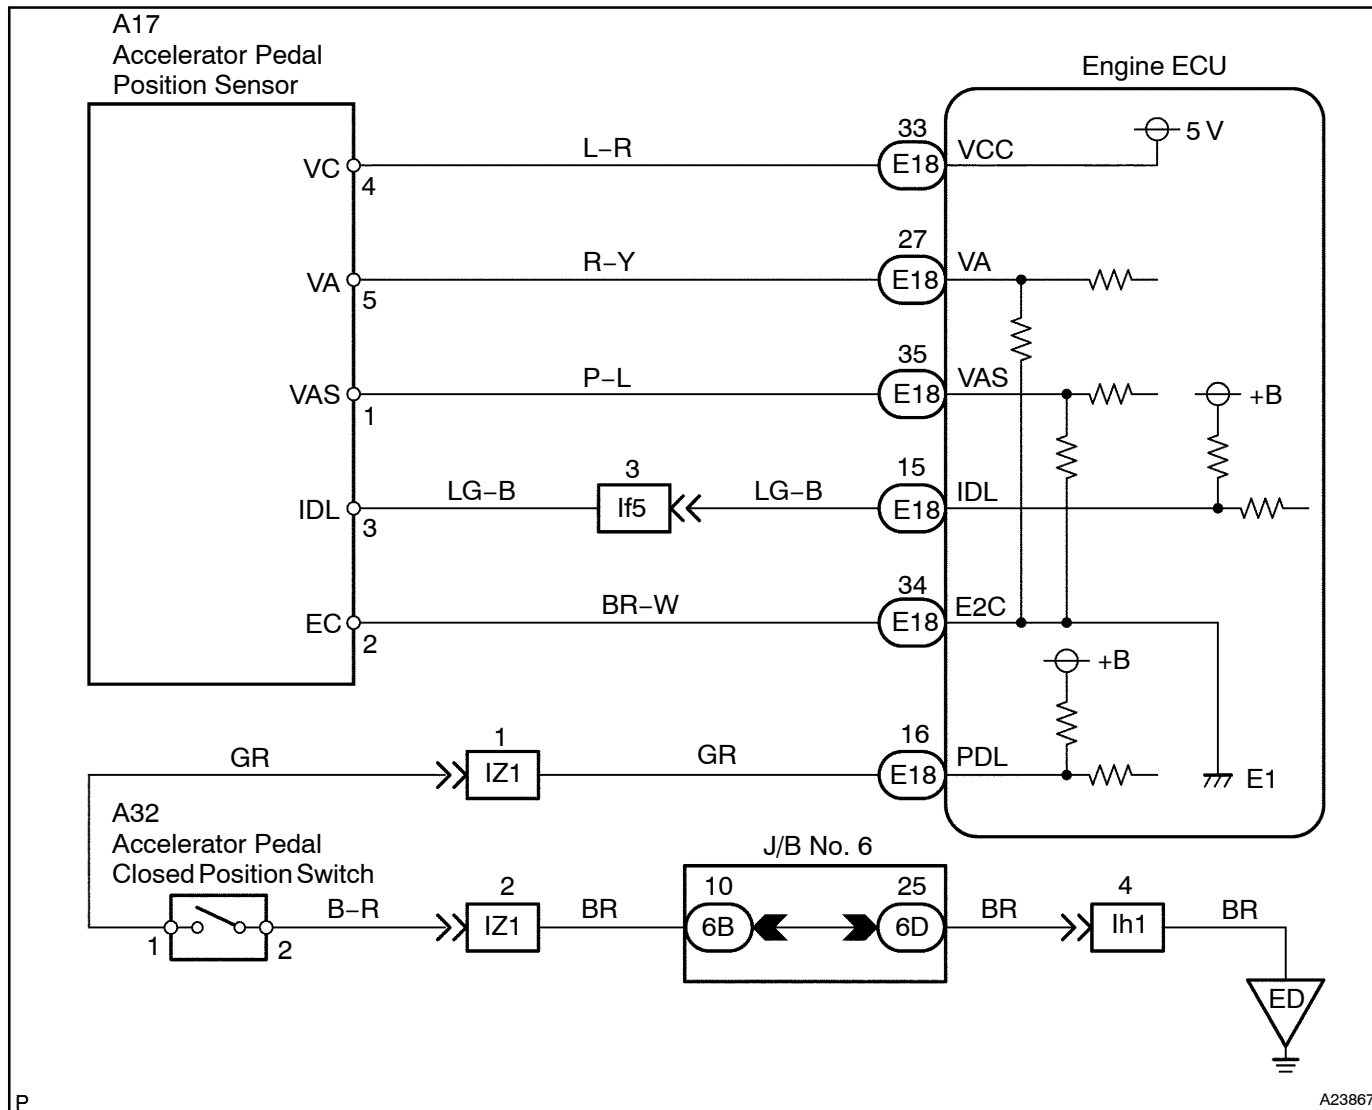 A17
Accelerator Pedal
Position Sensor
Engine ECU
VC
4
L–R
33
E18
VCC
5 V
VA
5
R–Y
27
E18
VA
VAS
1
P–L
35
E18
VAS
+B
IDL
3
LG–B
3
If5
LG–B
15
E18
IDL
EC
2
BR–W
34
E18
E2C
+B
GR
1
IZ1
GR
16
E18
PDL
E1
A32
Accelerator Pedal
Closed Position Switch
J/B No. 6
1
2
B–R
2
IZ1
BR
10
6B
25
6D
BR
4
Ih1
BR
ED
P
A23867